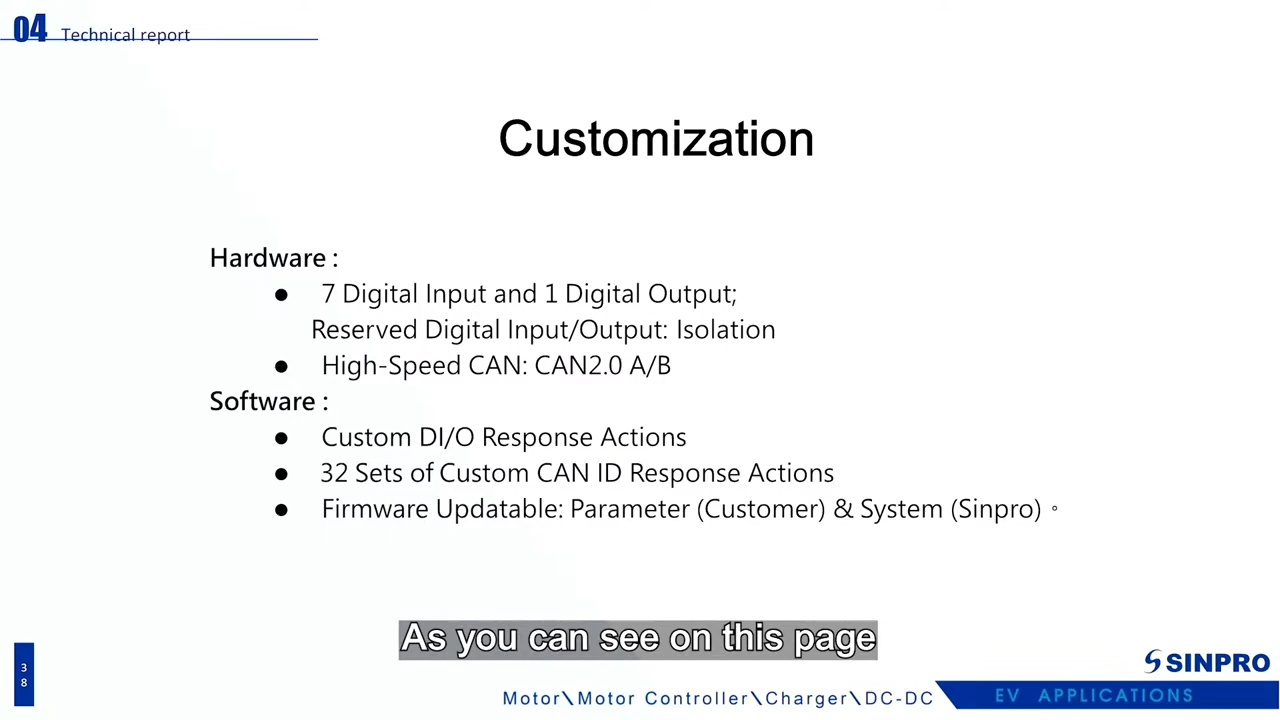 04 Technical report
Customization
Hardware :
● 7 Digital Input and 1 Digital Output;
Reserved Digital Input/Output: Isolation
● High-Speed CAN: CAN2.0 A/B
Software :
● Custom DI/O Response Actions
● 32 Sets of Custom CAN ID Response Actions
● Firmware Updatable: Parameter (Customer) & System (Sinpro)。
As you can see on this page
3
8
SINPRO
Motor\Motor Controller\Charger\DC-DC
EV APPLICATIONS